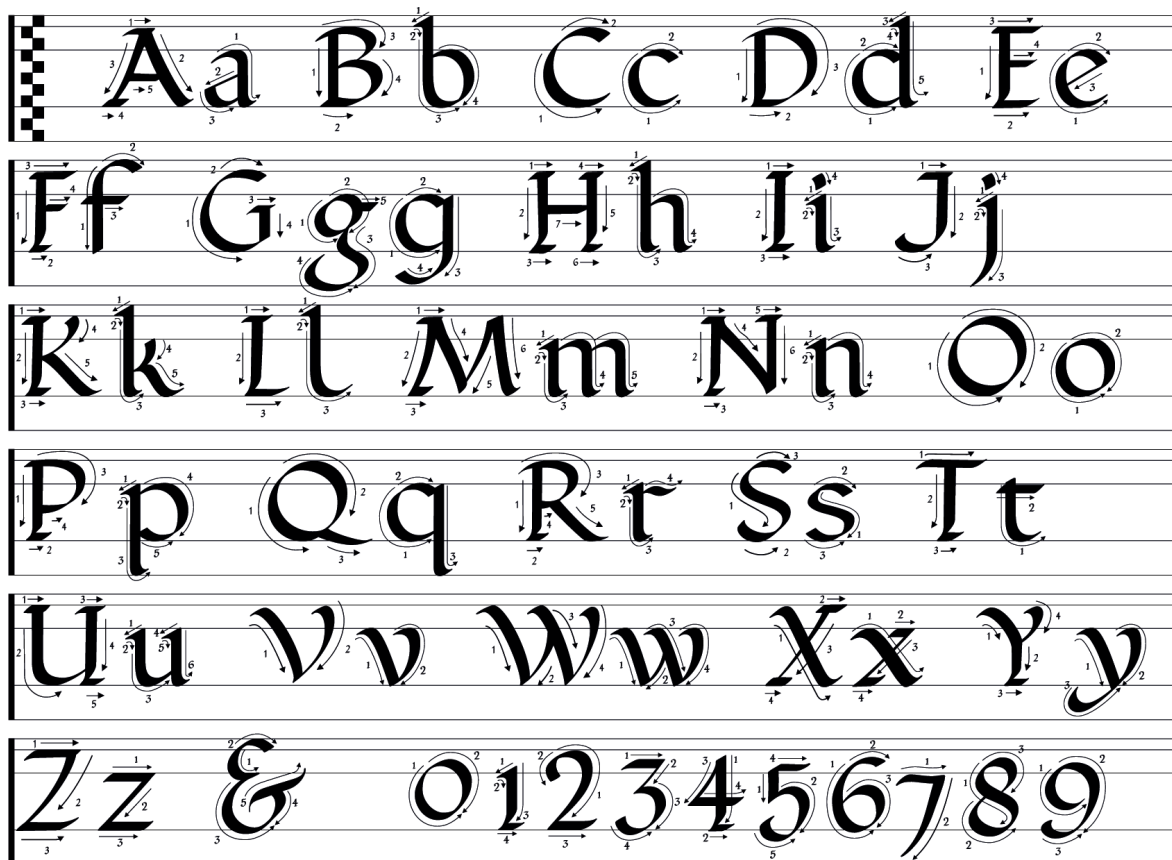 Aa Bb Cc Dd Ee
Ff Ggg Hh Ii Jj
Kk Ll Mm Nn Oo
Pp Qq Rr Ss Tt
Uu Vv Ww Xx Yy
Zz & 0123456789